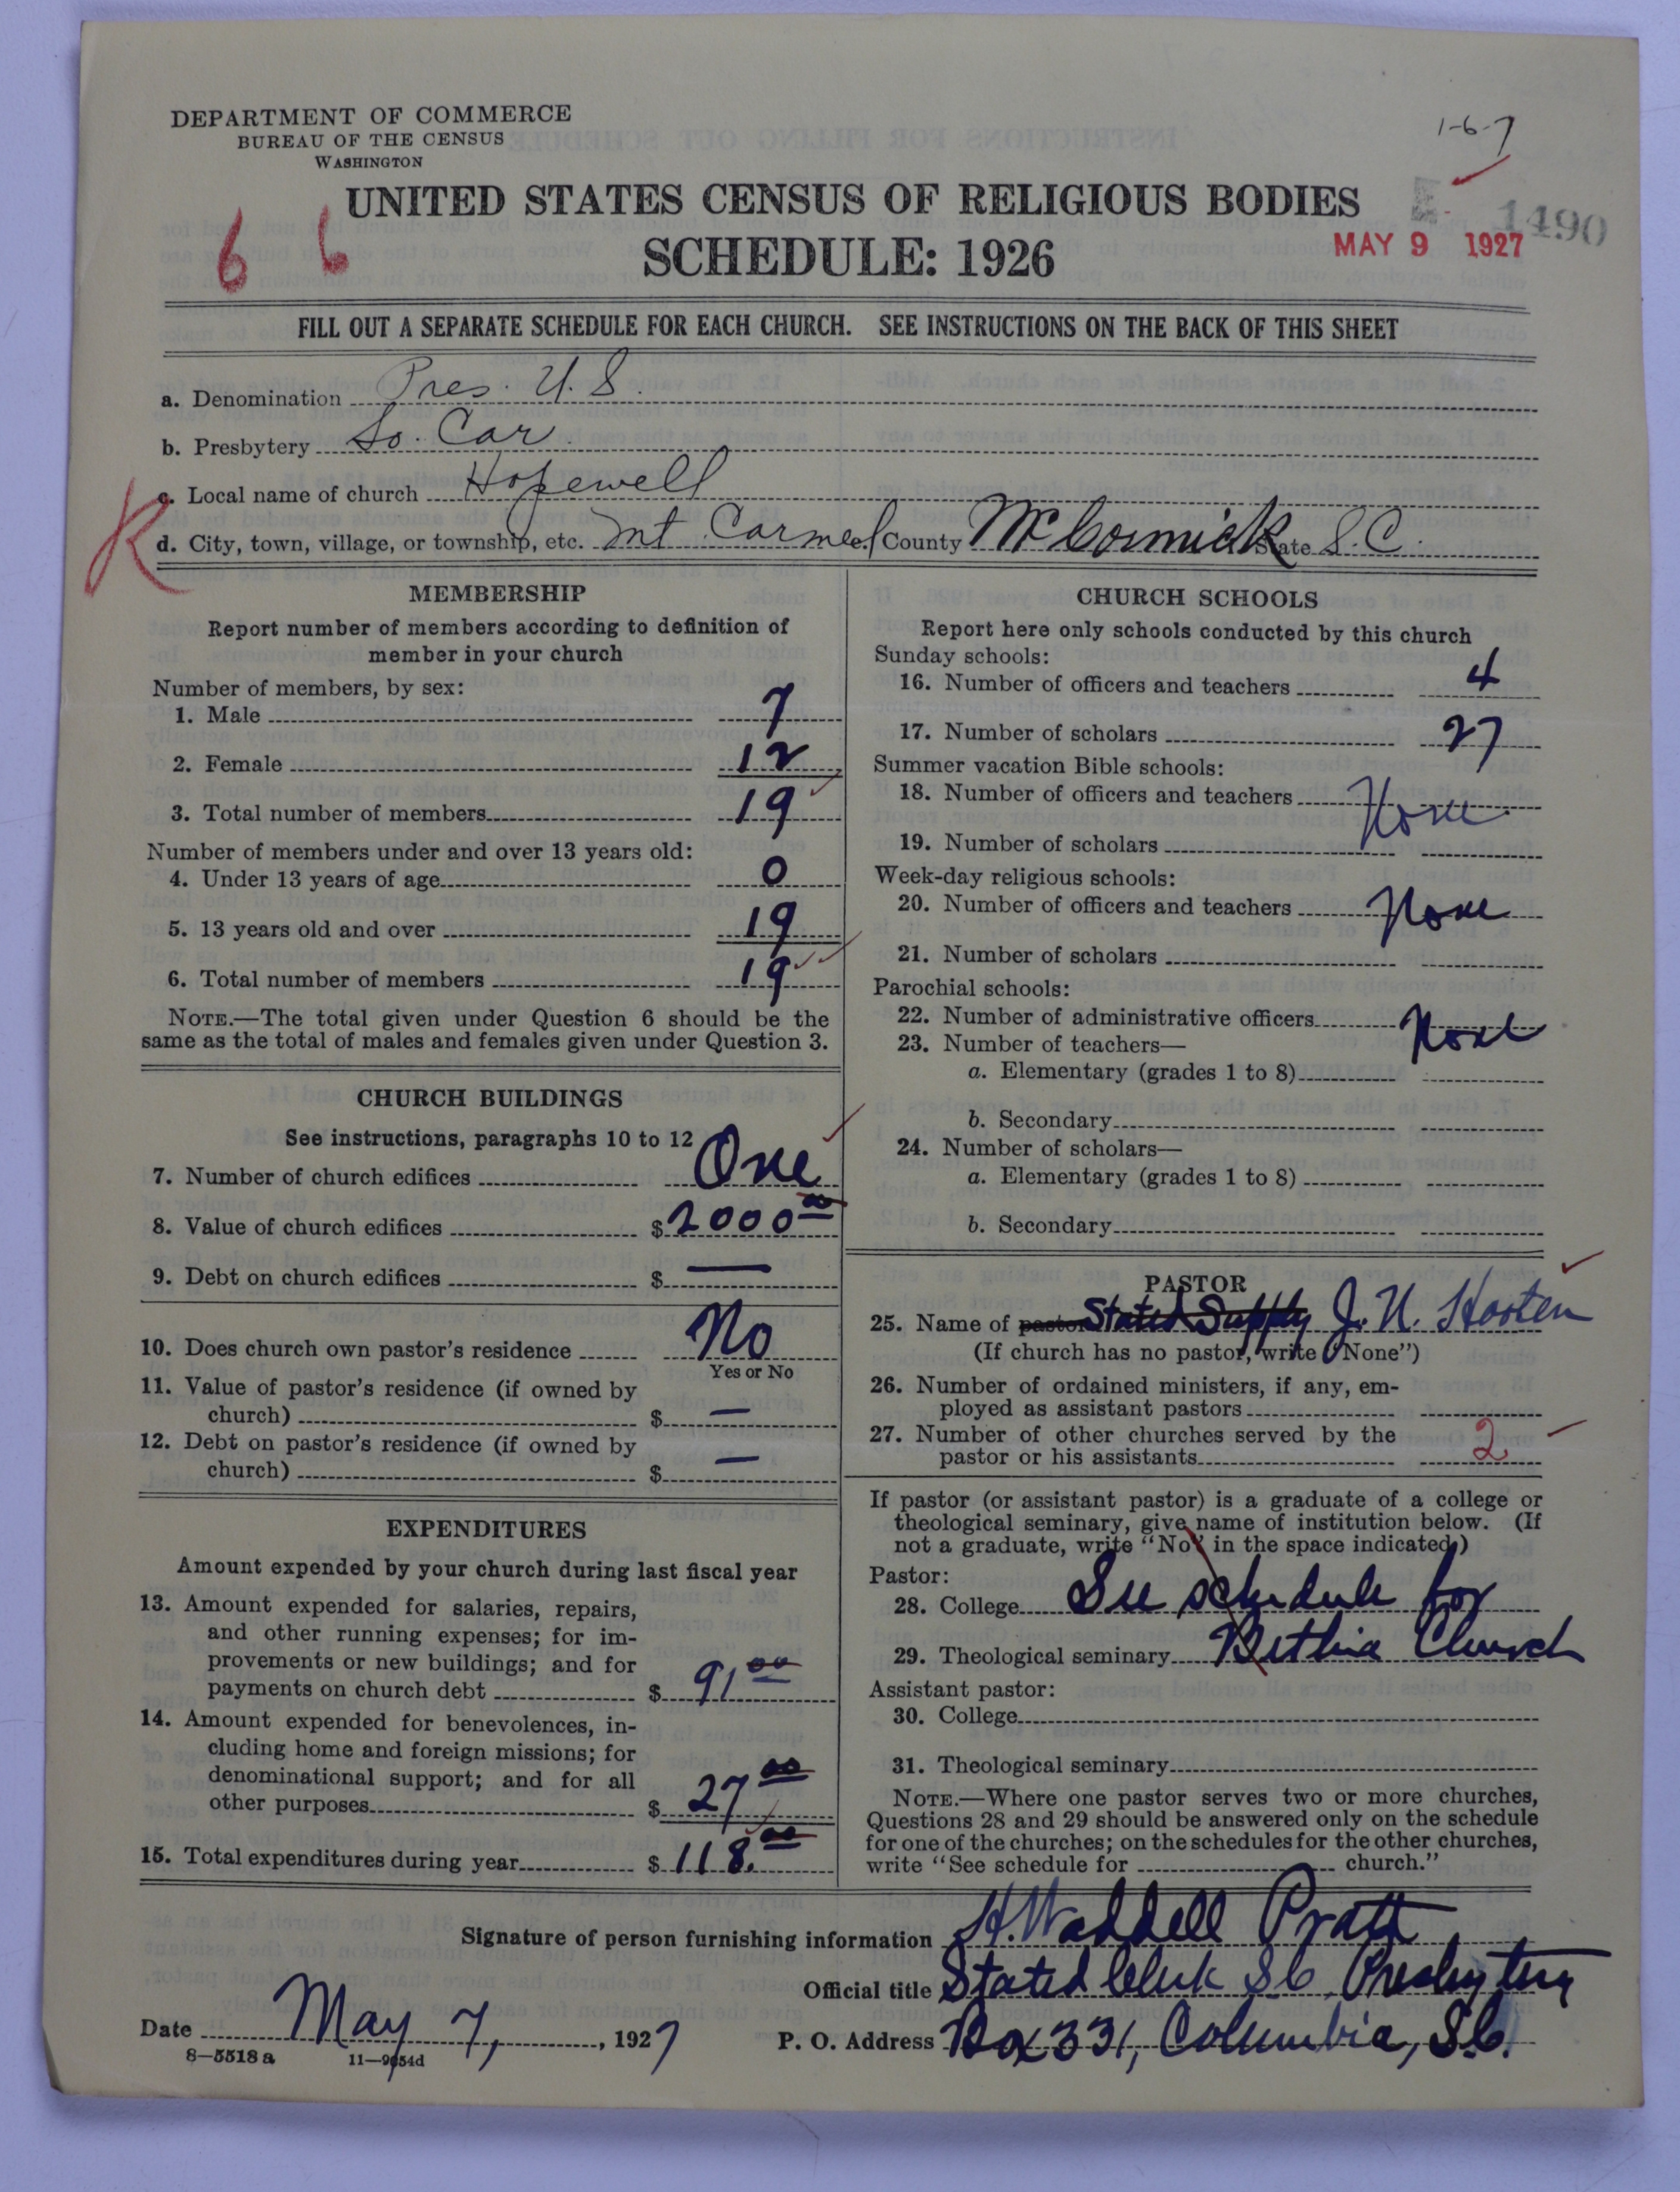 DEPARTMENT OF COMMERCE
BUREAU OF THE CENSUS
WASHINGTON
1-6-7
UNITED STATES CENSUS OF RELIGIOUS BODIES
SCHEDULE: 1926
6 6
1490
MAY 9 1927
FILL OUT A SEPARATE SCHEDULE FOR EACH CHURCH. SEE INSTRUCTIONS ON THE BACK OF THIS SHEET
a. Denomination Pres. U.S.
b. Presbytery So. Car.
c. Local name of church Hopewell
R
d. City, town, village, or township, etc. Mt Carmel County McCormick State S.C.
MEMBERSHIP
Report number of members according to definition of
member in your church
Number of members, by sex:
1. Male 7
2. Female 12
3. Total number of members 19
Number of members under and over 13 years old:
4. Under 13 years of age 0
5. 13 years old and over 19
6. Total number of members 19
NOTE.—The total given under Question 6 should be the
same as the total of males and females given under Question 3.
CHURCH BUILDINGS
See instructions, paragraphs 10 to 12
7. Number of church edifices One
8. Value of church edifices $2000.00
9. Debt on church edifices $ —
10. Does church own pastor's residence No
Yes or No
11. Value of pastor's residence (if owned by
church) $ —
12. Debt on pastor's residence (if owned by
church) $ —
EXPENDITURES
Amount expended by your church during last fiscal year
13. Amount expended for salaries, repairs,
and other running expenses; for im-
provements or new buildings; and for
payments on church debt $ 91 00
14. Amount expended for benevolences, in-
cluding home and foreign missions; for
denominational support; and for all
other purposes $ 27 00
15. Total expenditures during year $ 118.00
CHURCH SCHOOLS
Report here only schools conducted by this church
Sunday schools:
16. Number of officers and teachers 4
17. Number of scholars 27
Summer vacation Bible schools:
18. Number of officers and teachers None
19. Number of scholars
Week-day religious schools:
20. Number of officers and teachers None
21. Number of scholars
Parochial schools:
22. Number of administrative officers None
23. Number of teachers—
a. Elementary (grades 1 to 8)
b. Secondary
24. Number of scholars—
a. Elementary (grades 1 to 8)
b. Secondary
PASTOR
25. Name of pastor Stated Supply J. N. Hooten
(If church has no pastor, write "None")
26. Number of ordained ministers, if any, em-
ployed as assistant pastors
27. Number of other churches served by the
pastor or his assistants 2
If pastor (or assistant pastor) is a graduate of a college or
theological seminary, give name of institution below. (If
not a graduate, write "No" in the space indicated)
Pastor:
28. College See schedule for
29. Theological seminary Bethia Church
Assistant pastor:
30. College
31. Theological seminary
NOTE.—Where one pastor serves two or more churches,
Questions 28 and 29 should be answered only on the schedule
for one of the churches; on the schedules for the other churches,
write "See schedule for church."
Signature of person furnishing information H. Waddell Pratt
Official title Stated Clerk S.C. Presbytery
Date May 7, 1927 P. O. Address Box 331, Columbia, S.C.
8-5518 a 11-9054d